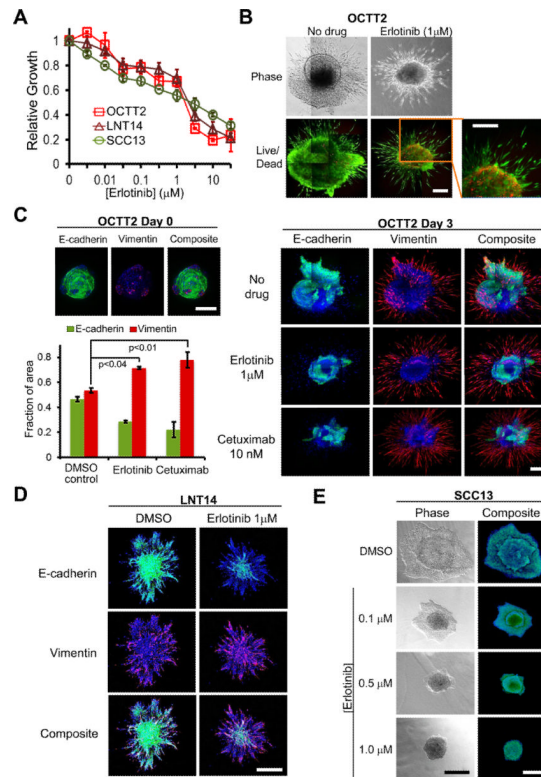 A
Relative Growth
1.2
1
0.8
0.6
0.4
0.2
0
OCTT2
LNT14
SCC13
0 0.01 0.1 1 10
[Erlotinib] (µM)
B
OCTT2
No drug Erlotinib (1µM)
Phase
Live/
Dead
C
OCTT2 Day 0
E-cadherin Vimentin Composite
E-cadherin Vimentin
Fraction of area
0.8
0.6
0.4
0.2
0
p<0.01
p<0.04
DMSO
control
Erlotinib Cetuximab
OCTT2 Day 3
E-cadherin Vimentin Composite
No
drug
Erlotinib
1µM
Cetuximab
10 nM
D
LNT14
DMSO Erlotinib 1µM
E-cadherin
Vimentin
Composite
E
SCC13
Phase Composite
DMSO
[Erlotinib]
0.1 µM
0.5 µM
1.0 µM